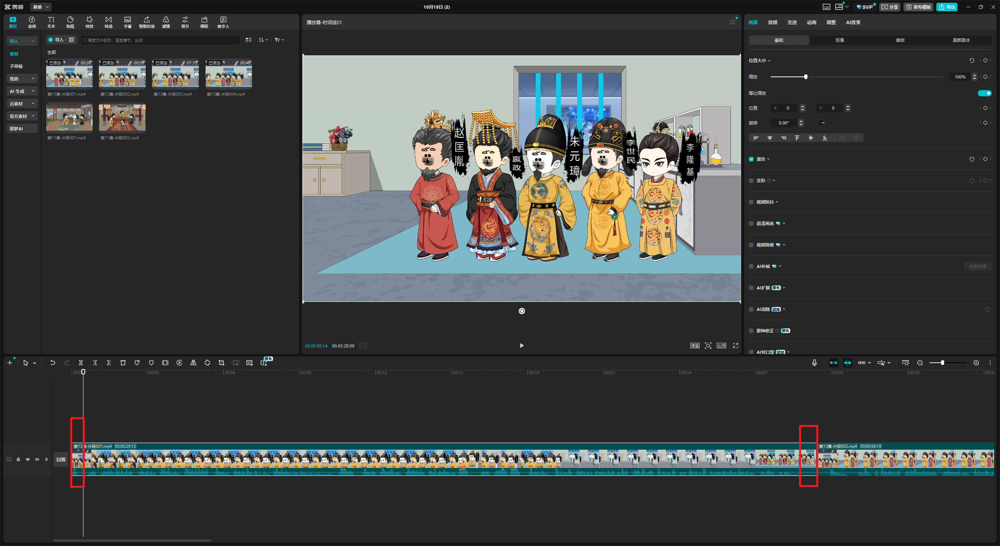 剪映
菜单
10月15日 (2)
SVIP
分享
发布模板
导出
素材
音频
文本
贴纸
特效
转场
字幕
智能包装
滤镜
调节
模板
数字人
导入
素材
子草稿
我的
AI 生成
云素材
官方素材
即梦AI
导入
搜索文件名称、画面情节、台词
全部
已添加
00:30
已添加
00:59
已添加
01:15
已添加
00:46
第13集-片段001.mp4
第13集-片段002.mp4
第13集-片段003.mp4
第13集-片段004.mp4
01:11
01:21
第11集-片段001.mp4
第11集-片段002.mp4
播放器-时间线01
赵匡胤
嬴政
朱元璋
李世民
李隆基
00:00:00:14
00:03:28:09
原画
比例
画面
音频
变速
动画
调整
AI效果
基础
抠像
蒙版
美颜美体
位置大小
缩放
100%
等比缩放
位置
X 0
Y 0
旋转
0.00°
混合
变形
视频防抖
超清画质
视频降噪
AI补帧
全部应用
AI扩展 限免
AI消除 试用
眼神修正 限免
AI对口型 试用
限免
00:03
00:06
00:09
00:12
00:15
00:18
00:21
00:24
00:27
00:30
00:33
第13集-片段001.mp4 00:00:29:12
第13集-片段002.mp4 00:00:58:18
S
封面